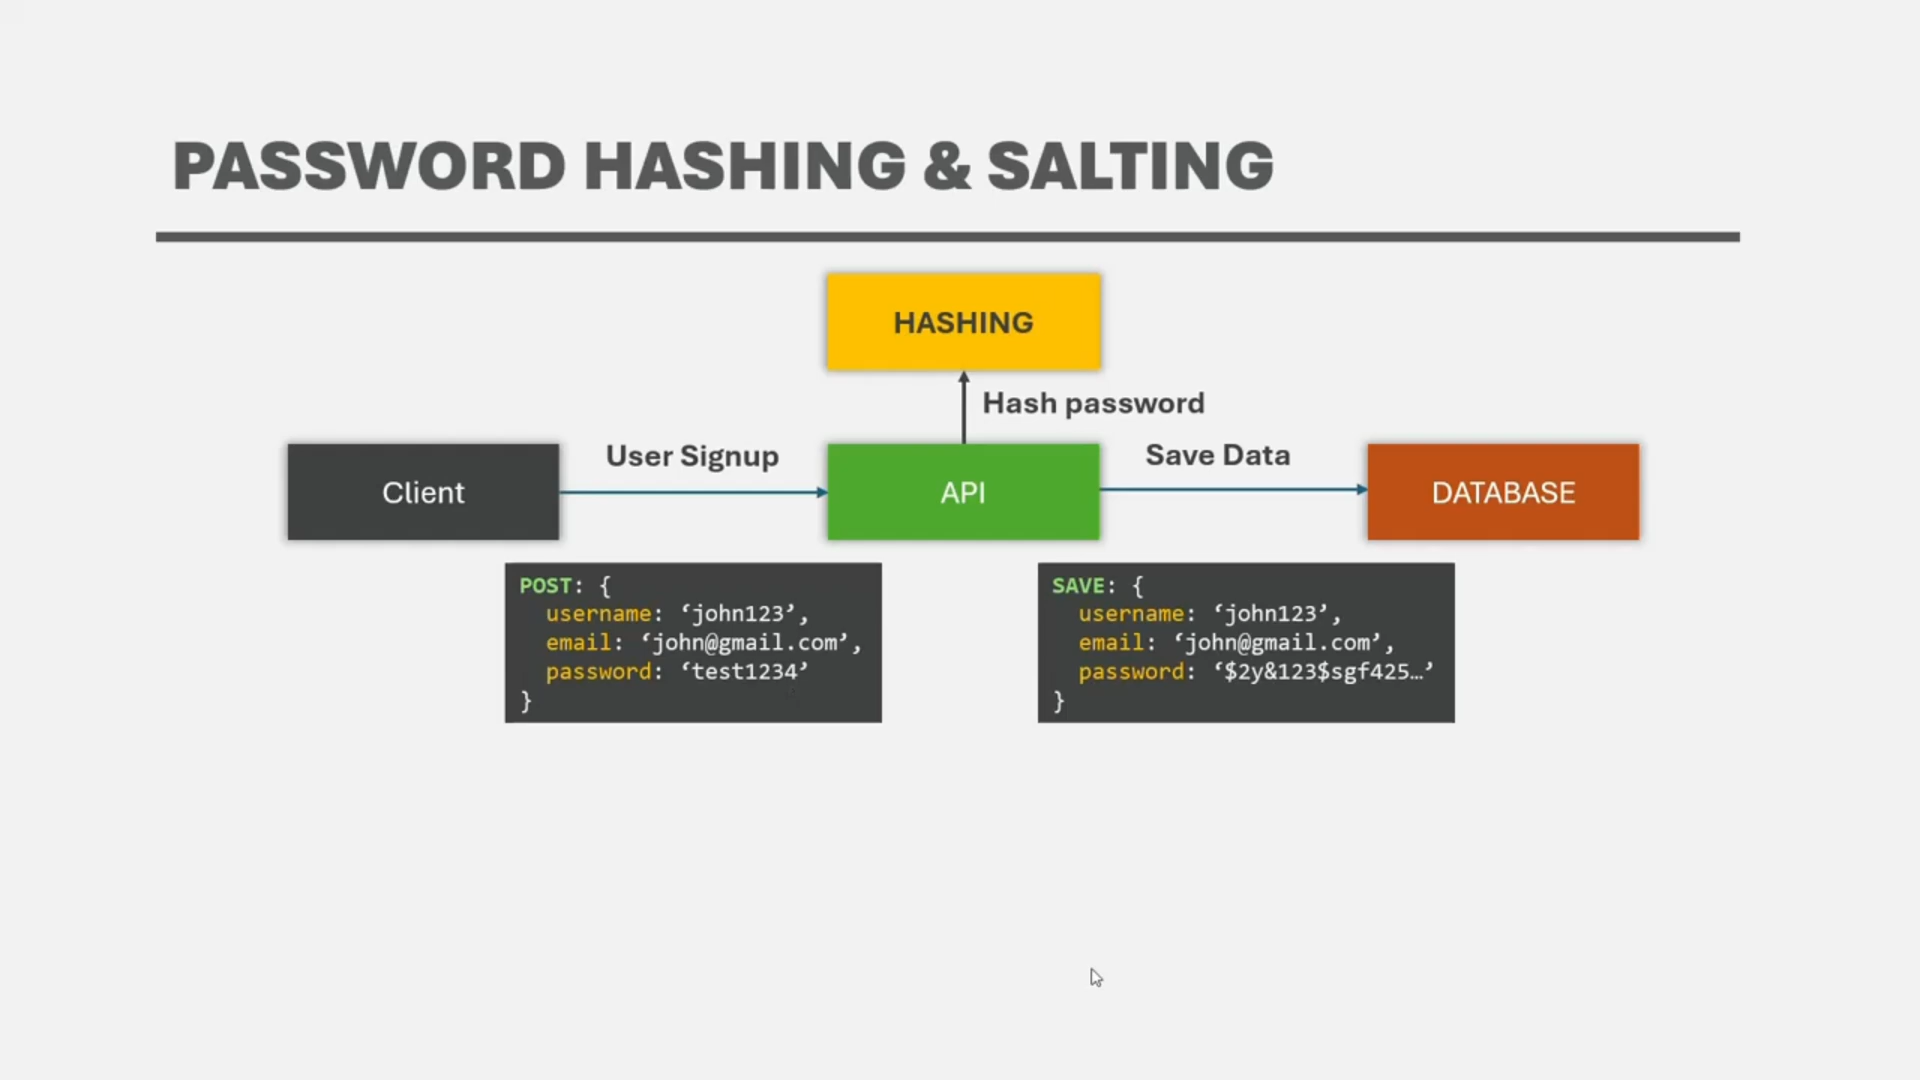 PASSWORD HASHING & SALTING
HASHING
Hash password
User Signup
Save Data
Client
API
DATABASE
POST: {
username: ‘john123’,
email: ‘john@gmail.com’,
password: ‘test1234’
}
SAVE: {
username: ‘john123’,
email: ‘john@gmail.com’,
password: ‘$2y&123$sgf425…’
}